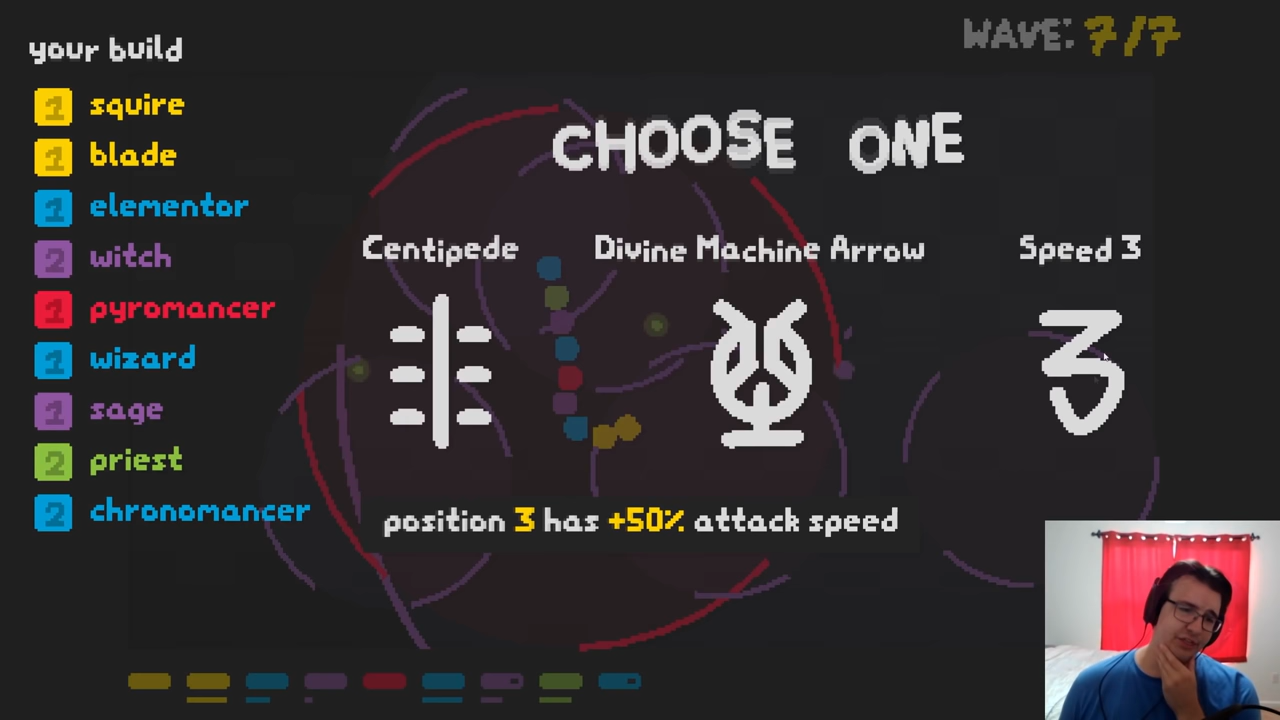 your build
WAVE: 7/7
1 squire
1 blade
1 elementor
2 witch
1 pyromancer
1 wizard
1 sage
2 priest
2 chronomancer
CHOOSE ONE
Centipede
Divine Machine Arrow
Speed 3
3
position 3 has +50% attack speed